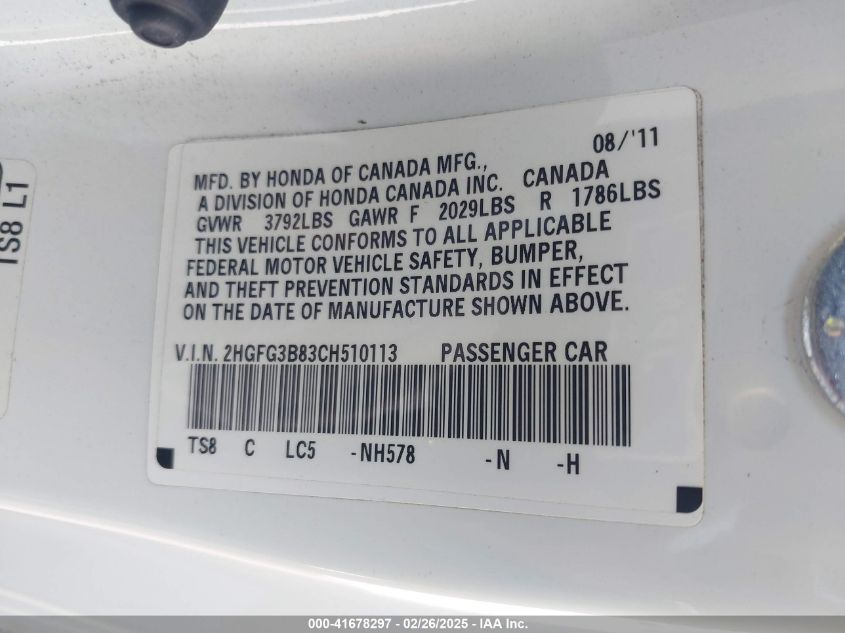 08/'11
MFD. BY HONDA OF CANADA MFG.,
A DIVISION OF HONDA CANADA INC. CANADA
GVWR 3792LBS GAWR F 2029LBS R 1786LBS
THIS VEHICLE CONFORMS TO ALL APPLICABLE
FEDERAL MOTOR VEHICLE SAFETY, BUMPER,
AND THEFT PREVENTION STANDARDS IN EFFECT
ON THE DATE OF MANUFACTURE SHOWN ABOVE.
V.I.N. 2HGFG3B83CH510113 PASSENGER CAR
TS8 C LC5 -NH578 -N -H
TS8 L1
000-41678297 - 02/26/2025 - IAA Inc.